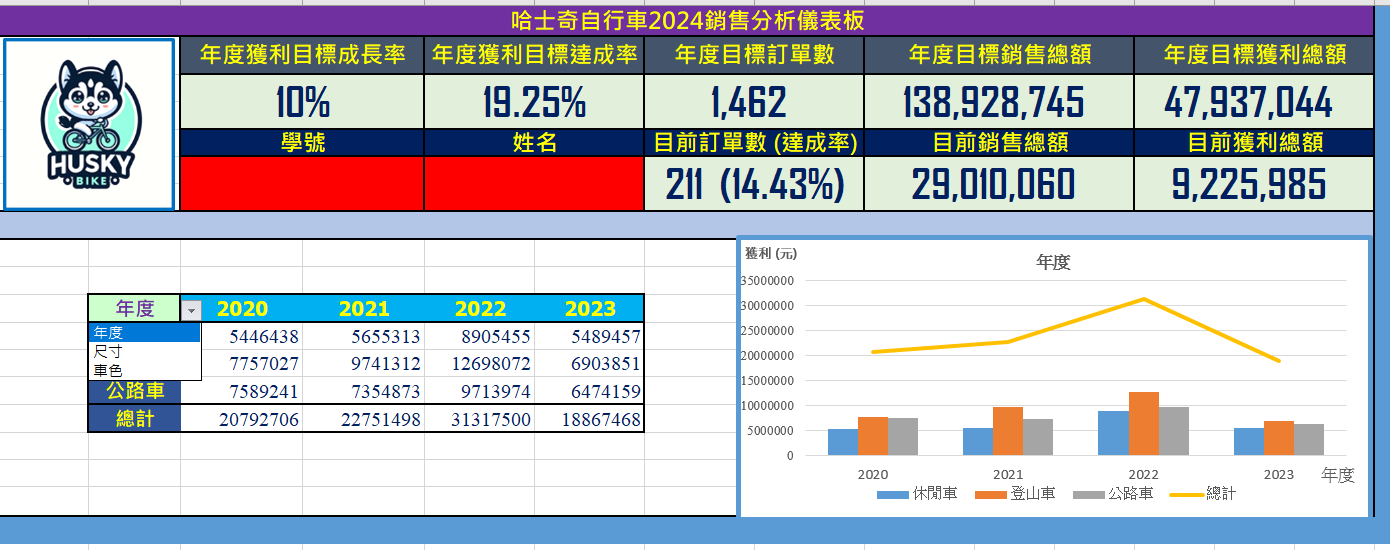 哈士奇自行車2024銷售分析儀表板
年度獲利目標成長率 年度獲利目標達成率 年度目標訂單數 年度目標銷售總額 年度目標獲利總額
10% 19.25% 1,462 138,928,745 47,937,044
學號 姓名 目前訂單數 (達成率) 目前銷售總額 目前獲利總額
211 (14.43%) 29,010,060 9,225,985
HUSKY
BIKE
年度 2020 2021 2022 2023
年度
尺寸
車色
5446438 5655313 8905455 5489457
7757027 9741312 12698072 6903851
公路車 7589241 7354873 9713974 6474159
總計 20792706 22751498 31317500 18867468
獲利 (元)
年度
35000000
30000000
25000000
20000000
15000000
10000000
5000000
0
2020 2021 2022 2023 年度
休閒車 登山車 公路車 總計